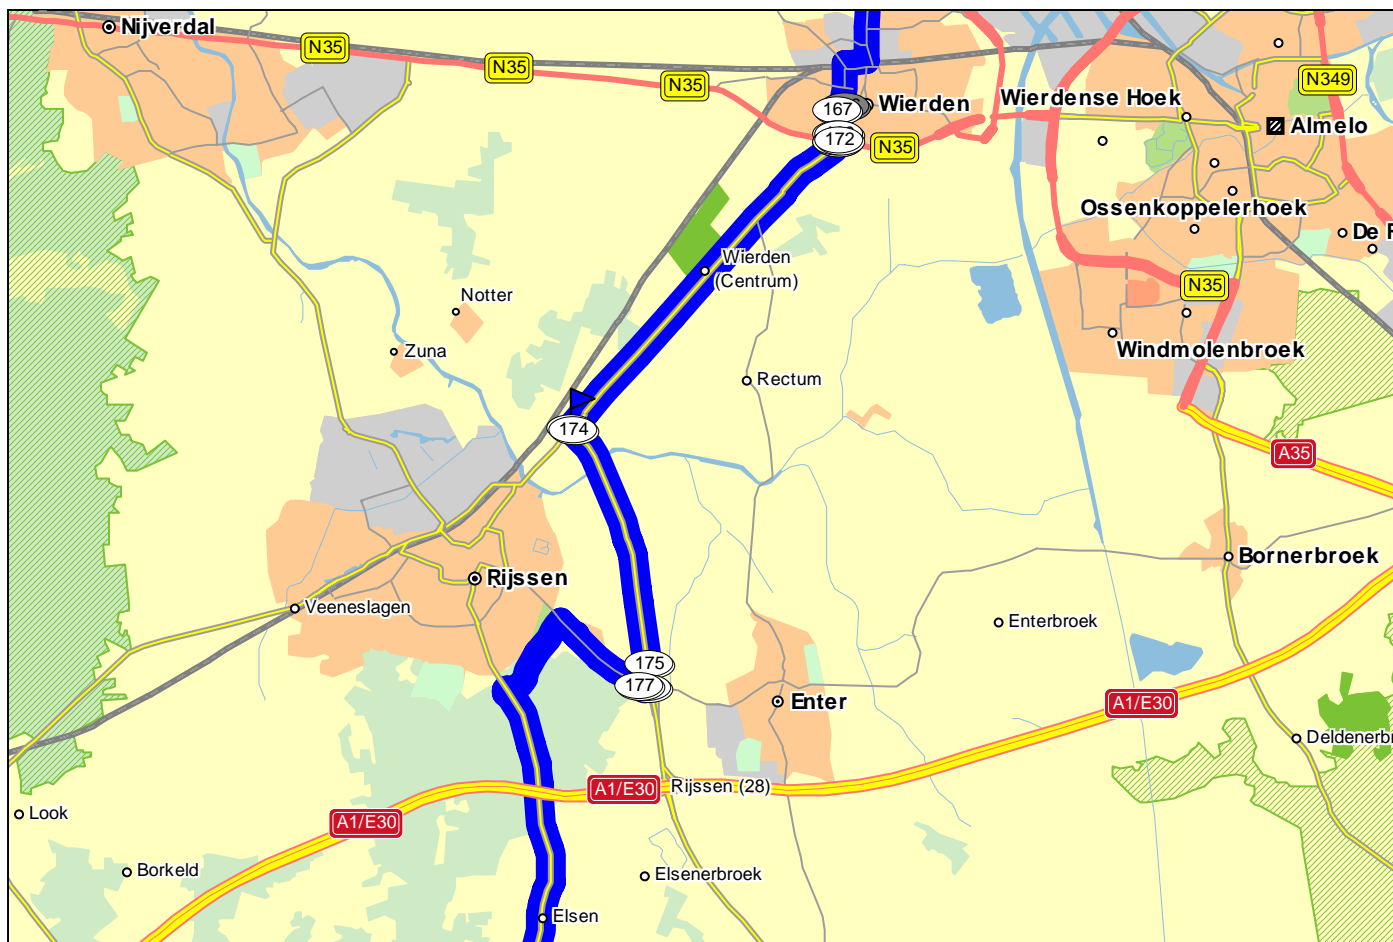 Nijverdal
N35
N35
N35
167
Wierden
172
N35
Wierdense Hoek
N349
Almelo
Ossenkoppelerhoek
De
Wierden
(Centrum)
N35
Notter
Zuna
Windmolenbroek
Rectum
174
A35
Bornerbroek
Rijssen
Veeneslagen
Enterbroek
175
177
Enter
A1/E30
Deldenerb
A1/E30
Rijssen (28)
A1/E30
Look
Borkeld
Elsenerbroek
Elsen